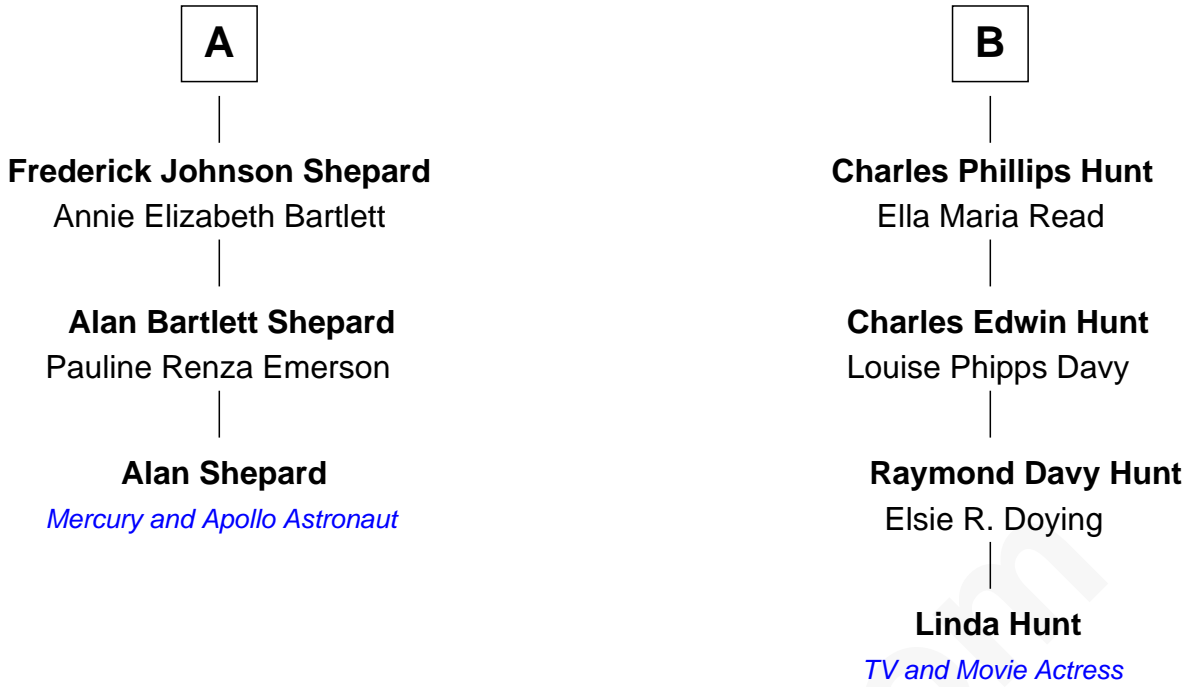 A
Frederick Johnson Shepard
Annie Elizabeth Bartlett
Alan Bartlett Shepard
Pauline Renza Emerson
Alan Shepard
Mercury and Apollo Astronaut
B
Charles Phillips Hunt
Ella Maria Read
Charles Edwin Hunt
Louise Phipps Davy
Raymond Davy Hunt
Elsie R. Doying
Linda Hunt
TV and Movie Actress